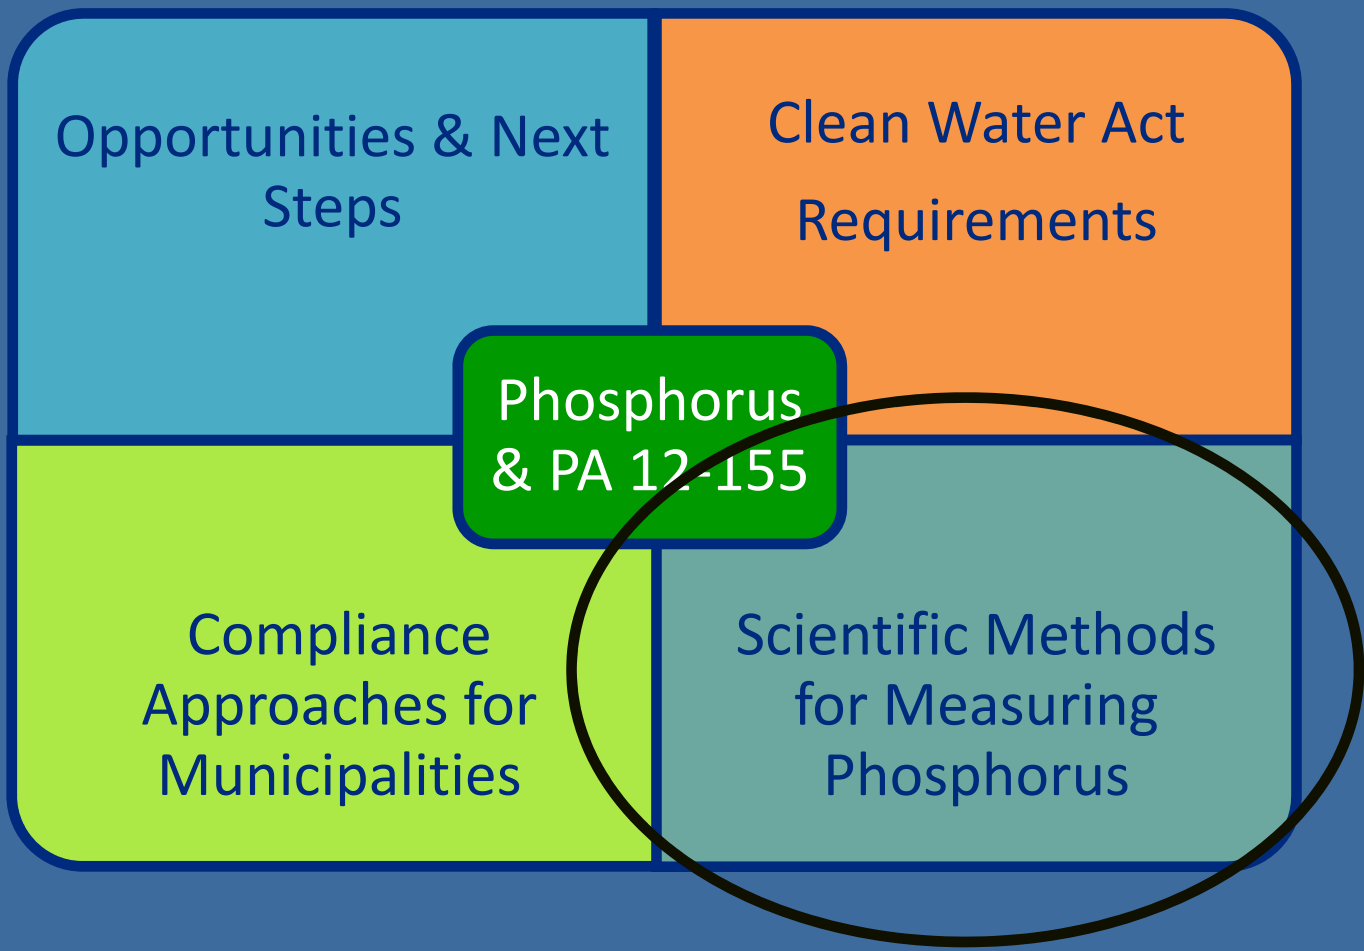 Opportunities & Next
Steps
Clean Water Act
Requirements
Phosphorus
& PA 12-155
Compliance
Approaches for
Municipalities
Scientific Methods
for Measuring
Phosphorus